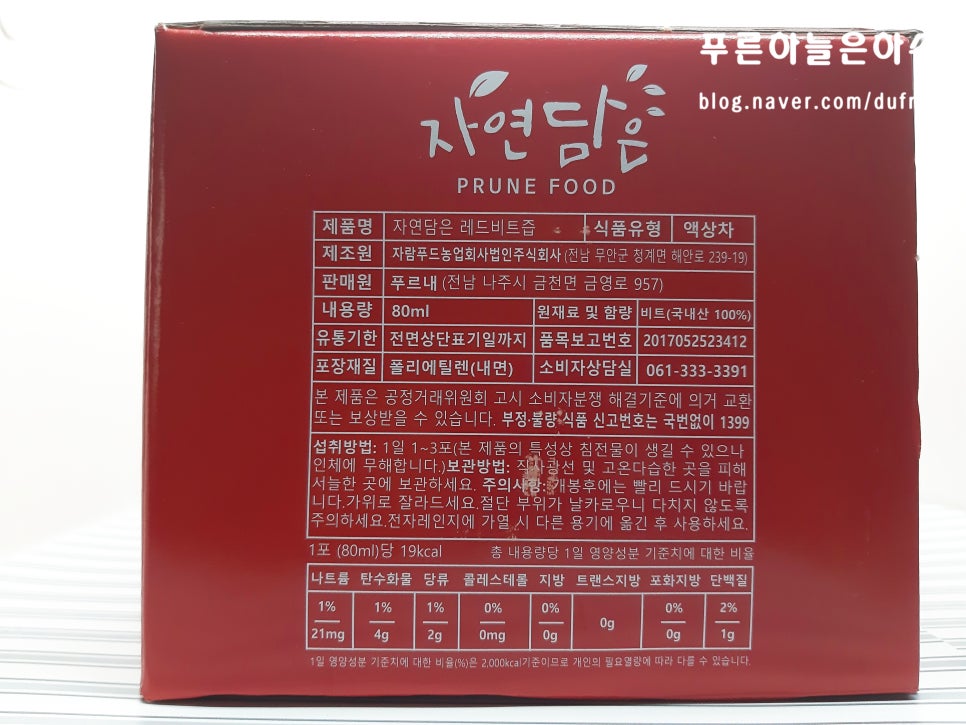 푸른하늘은아
blog.naver.com/dufr
자연담은
PRUNE FOOD
제품명 자연담은 레드비트즙 식품유형 액상차
제조원 자람푸드농업회사법인주식회사 (전남 무안군 청계면 해안로 239-19)
판매원 푸르내 (전남 나주시 금천면 금영로 957)
내용량 80ml 원재료 및 함량 비트(국내산 100%)
유통기한 전면상단표기일까지 품목보고번호 2017052523412
포장재질 폴리에틸렌(내면) 소비자상담실 061-333-3391
본 제품은 공정거래위원회 고시 소비자분쟁 해결기준에 의거 교환
또는 보상받을 수 있습니다. 부정·불량 식품 신고번호는 국번없이 1399
섭취방법: 1일 1~3포(본 제품의 특성상 침전물이 생길 수 있으나
인체에 무해합니다.)보관방법: 직사광선 및 고온다습한 곳을 피해
서늘한 곳에 보관하세요. 주의사항: 개봉후에는 빨리 드시기 바랍
니다.가위로 잘라드세요.절단 부위가 날카로우니 다치지 않도록
주의하세요.전자레인지에 가열 시 다른 용기에 옮긴 후 사용하세요.
1포 (80ml)당 19kcal 총 내용량당 1일 영양성분 기준치에 대한 비율
나트륨 탄수화물 당류 콜레스테롤 지방 트랜스지방 포화지방 단백질
1% 1% 1% 0% 0% 0g 0% 2%
21mg 4g 2g 0mg 0g 0g 1g
1일 영양성분 기준치에 대한 비율(%)은 2,000kcal기준이므로 개인의 필요열량에 따라 다를 수 있습니다.